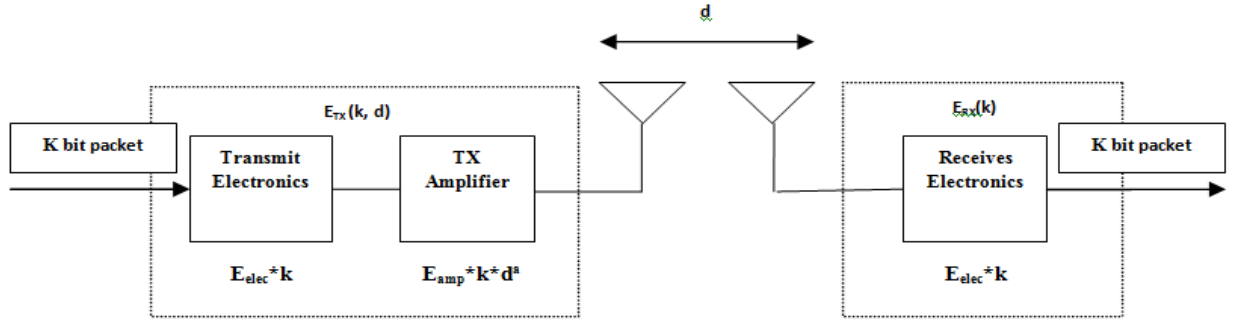 d
E_TX(k, d)
E_RX(k)
K bit packet
Transmit
Electronics
TX
Amplifier
Receives
Electronics
K bit packet
E_elec*k
E_amp*k*d^a
E_elec*k